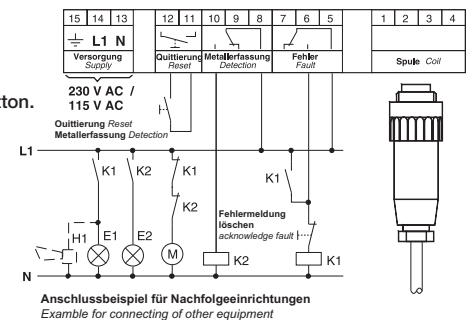 15 14 13 12 11 10 9 8 7 6 5 1 2 3 4
L1 N
Versorgung Quittierung Metallerfassung Fehler Spule Coil
Supply Reset Detection Fault
230 V AC /
115 V AC
tton.
Quittierung Reset
Metallerfassung Detection
L1
K1 K2 K1 K1
K2
Fehlermeldung
löschen
acknowledge fault
H1 E1 E2 M K2 K1
N
Anschlussbeispiel für Nachfolgeeinrichtungen
Examble for connecting of other equipment